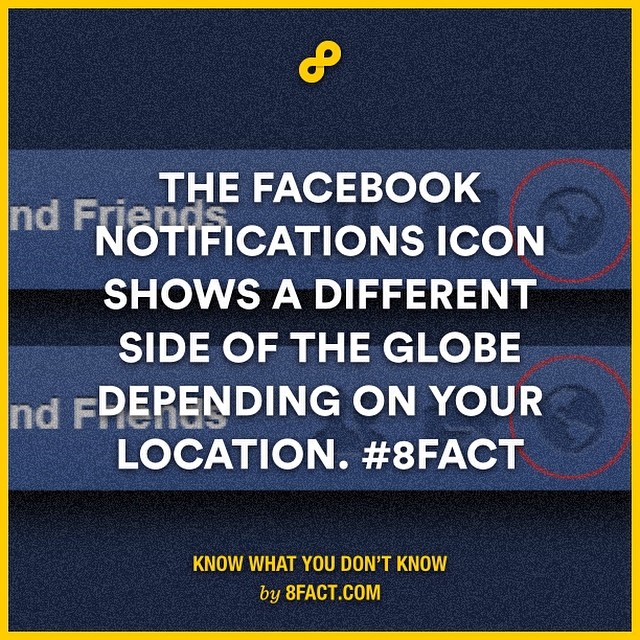 THE FACEBOOK
NOTIFICATIONS ICON
SHOWS A DIFFERENT
SIDE OF THE GLOBE
DEPENDING ON YOUR
LOCATION. #8FACT
nd Friends
nd Friends
KNOW WHAT YOU DON'T KNOW
by 8FACT.COM